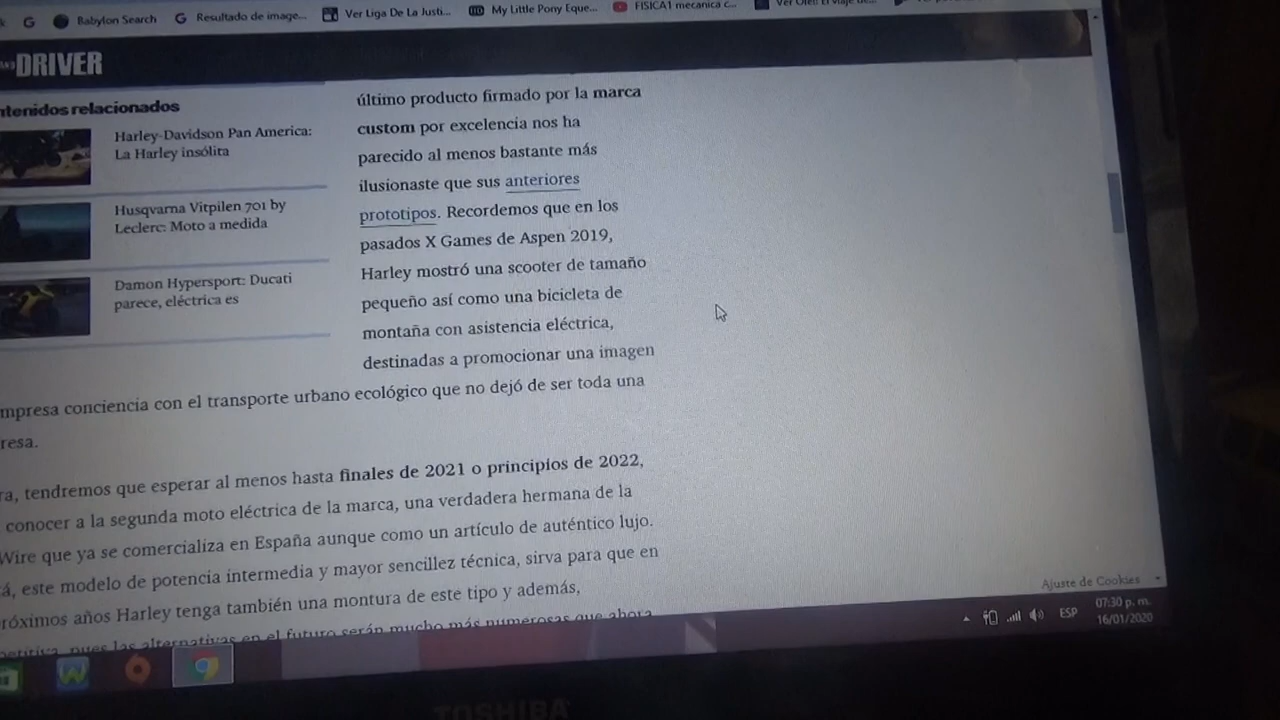 Babylon Search
Resultado de image...
Ver Liga De La Justi...
My Little Pony Eque...
FISICA1 mecanica c...
DRIVER
ntenidos relacionados
Harley-Davidson Pan America:
La Harley insólita
Husqvarna Vitpilen 701 by
Leclerc: Moto a medida
Damon Hypersport: Ducati
parece, eléctrica es
último producto firmado por la marca
custom por excelencia nos ha
parecido al menos bastante más
ilusionaste que sus anteriores
prototipos. Recordemos que en los
pasados X Games de Aspen 2019,
Harley mostró una scooter de tamaño
pequeño así como una bicicleta de
montaña con asistencia eléctrica,
destinadas a promocionar una imagen
mpresa conciencia con el transporte urbano ecológico que no dejó de ser toda una
resa.
ra, tendremos que esperar al menos hasta finales de 2021 o principios de 2022,
conocer a la segunda moto eléctrica de la marca, una verdadera hermana de la
Wire que ya se comercializa en España aunque como un artículo de auténtico lujo.
á, este modelo de potencia intermedia y mayor sencillez técnica, sirva para que en
próximos años Harley tenga también una montura de este tipo y además,
petitiva, pues las alternativas en el futuro serán mucho más numerosas que ahora
Ajuste de Cookies
ESP
07:30 p. m.
16/01/2020
TOSHIBA